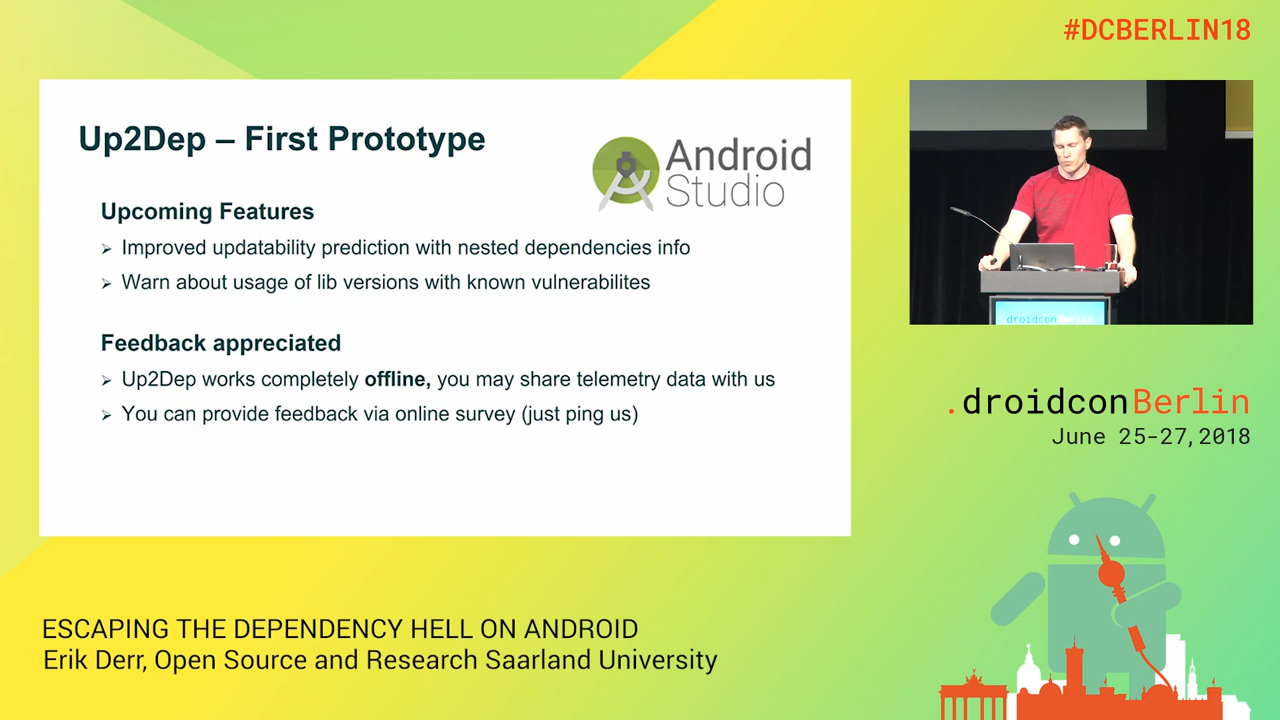 #DCBERLIN18
Up2Dep – First Prototype
Android
Studio
Upcoming Features
Improved updatability prediction with nested dependencies info
Warn about usage of lib versions with known vulnerabilites
Feedback appreciated
Up2Dep works completely offline, you may share telemetry data with us
You can provide feedback via online survey (just ping us)
droidcon Berlin
.droidconBerlin
June 25-27, 2018
ESCAPING THE DEPENDENCY HELL ON ANDROID
Erik Derr, Open Source and Research Saarland University